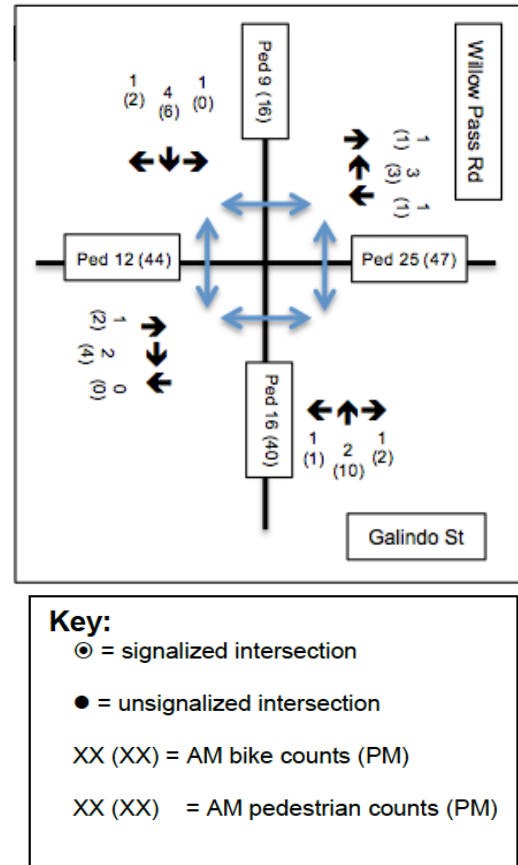 Willow Pass Rd
Ped 9 (16)
1
(2)
4
(6)
1
(0)
1
(1)
3
(3)
1
(1)
Ped 12 (44)
Ped 25 (47)
1
(2)
2
(4)
0
(0)
Ped 16 (40)
1
(1)
2
(10)
1
(2)
Galindo St
Key:
= signalized intersection
= unsignalized intersection
XX (XX) = AM bike counts (PM)
XX (XX) = AM pedestrian counts (PM)